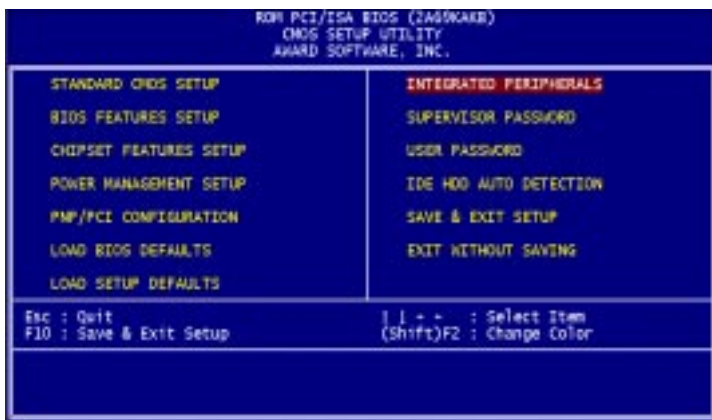 ROM PCI/ISA BIOS (2A69KAKB)
CMOS SETUP UTILITY
AWARD SOFTWARE, INC.
STANDARD CMOS SETUP
BIOS FEATURES SETUP
CHIPSET FEATURES SETUP
POWER MANAGEMENT SETUP
PNP/PCI CONFIGURATION
LOAD BIOS DEFAULTS
LOAD SETUP DEFAULTS
INTEGRATED PERIPHERALS
SUPERVISOR PASSWORD
USER PASSWORD
IDE HDD AUTO DETECTION
SAVE & EXIT SETUP
EXIT WITHOUT SAVING
Esc : Quit
F10 : Save & Exit Setup
: Select Item
(Shift)F2 : Change Color